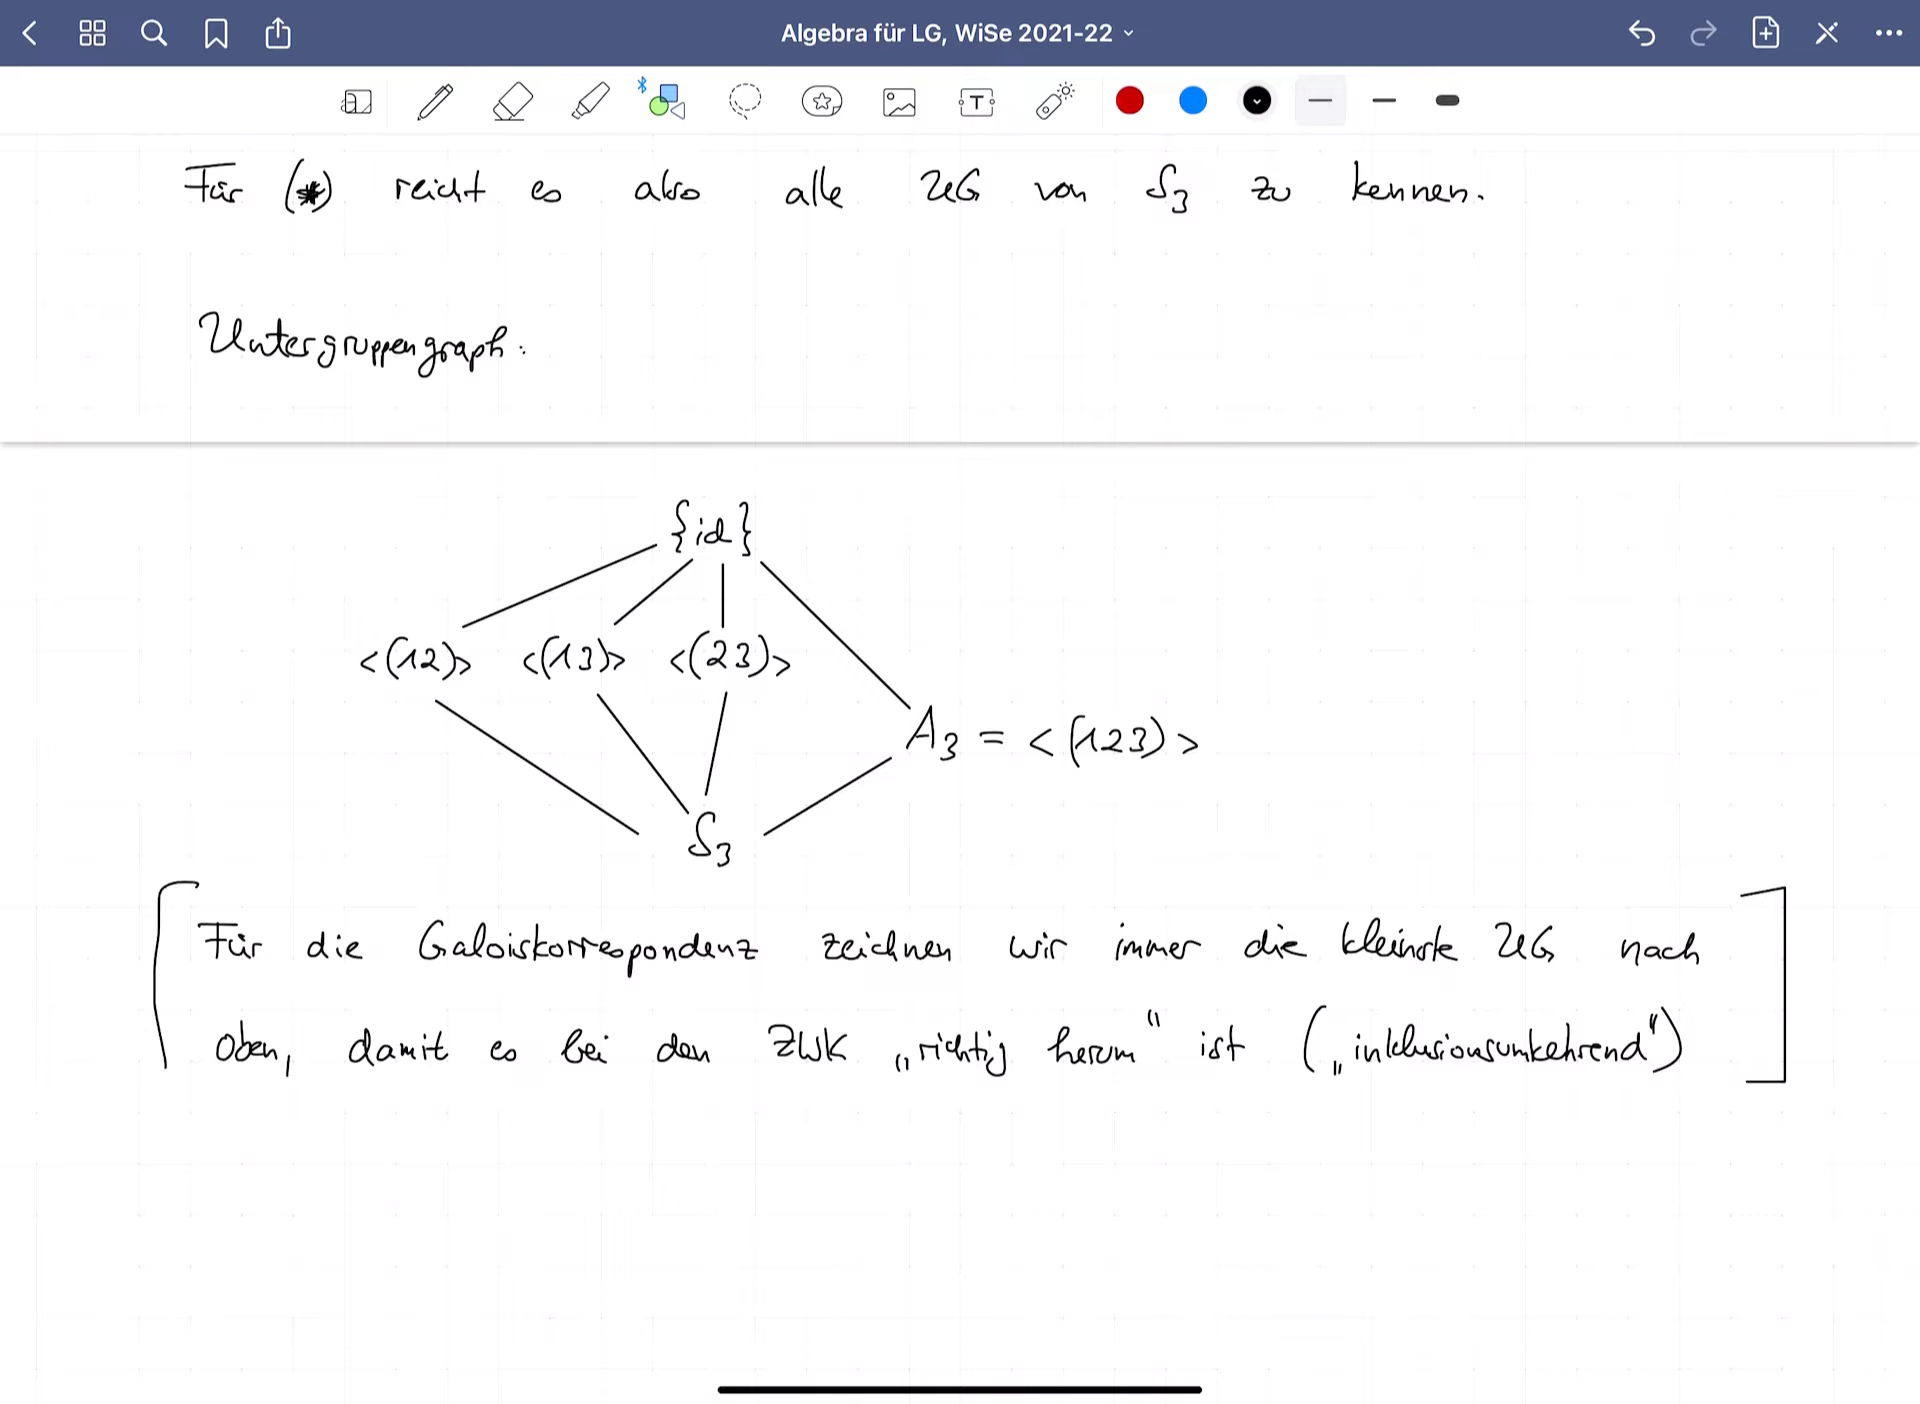 Algebra für LG, WiSe 2021-22
Für (*) reicht es also alle UG von S₃ zu kennen.
Untergruppengraph:
{id}
<(12)> <(13)> <(23)>
A₃ = <(123)>
S₃
Für die Galoiskorrespondenz zeichnen wir immer die kleinste UG nach
oben, damit es bei den ZWK „richtig herum" ist („inklusionsumkehrend")